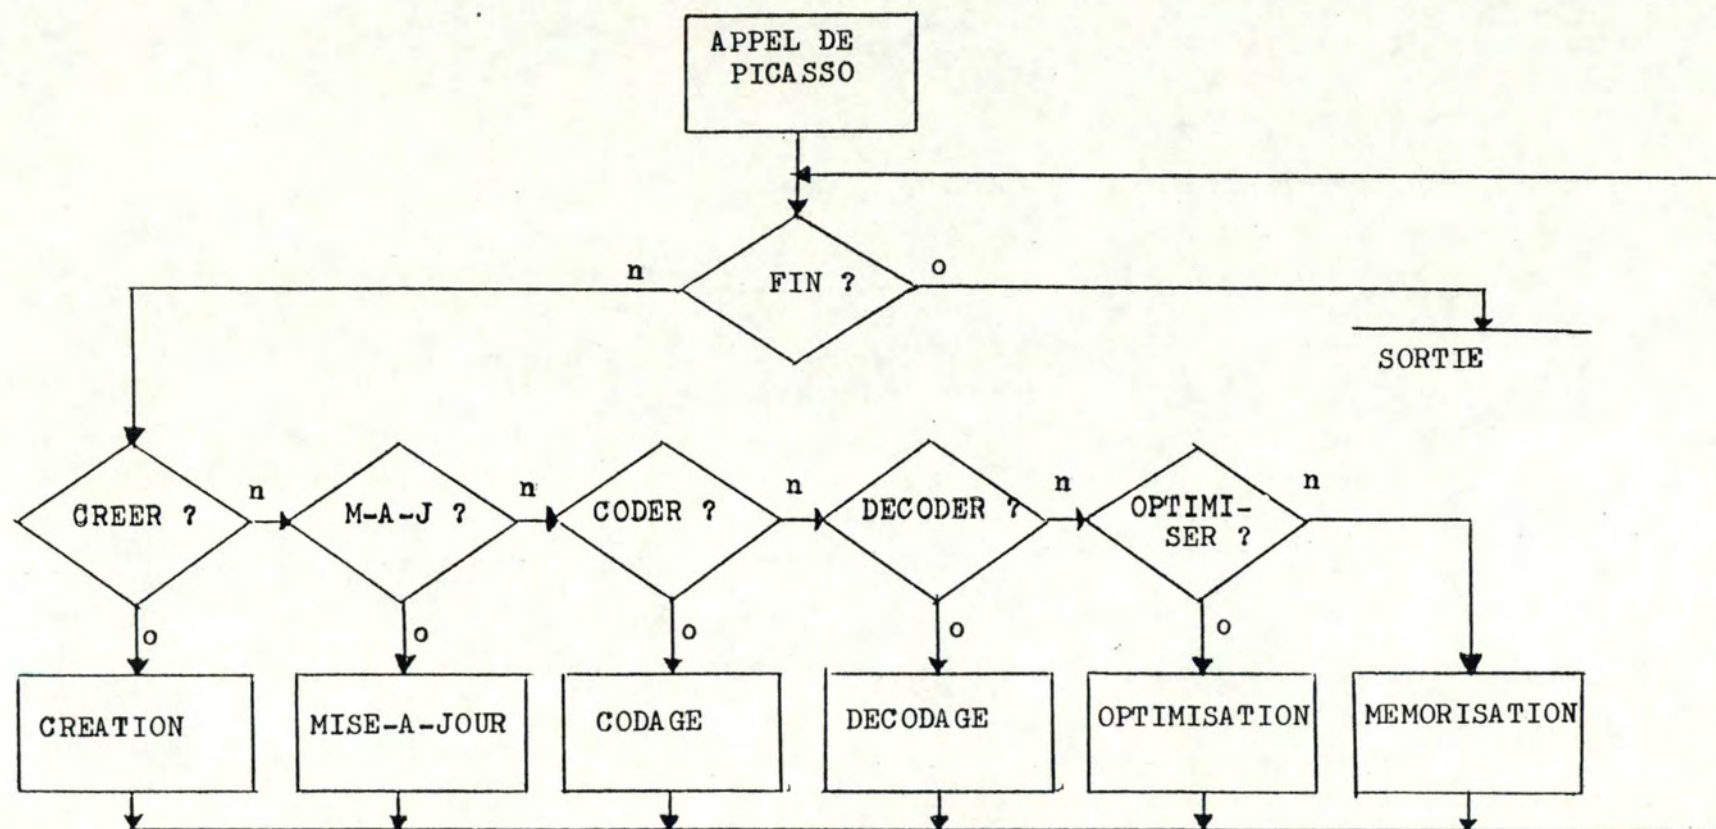 APPEL DE
PICASSO
n
FIN ?
o
SORTIE
CREER ?
n
M-A-J ?
n
CODER ?
n
DECODER ?
n
OPTIMI-
SER ?
n
o
o
o
o
o
CREATION
MISE-A-JOUR
CODAGE
DECODAGE
OPTIMISATION
MEMORISATION